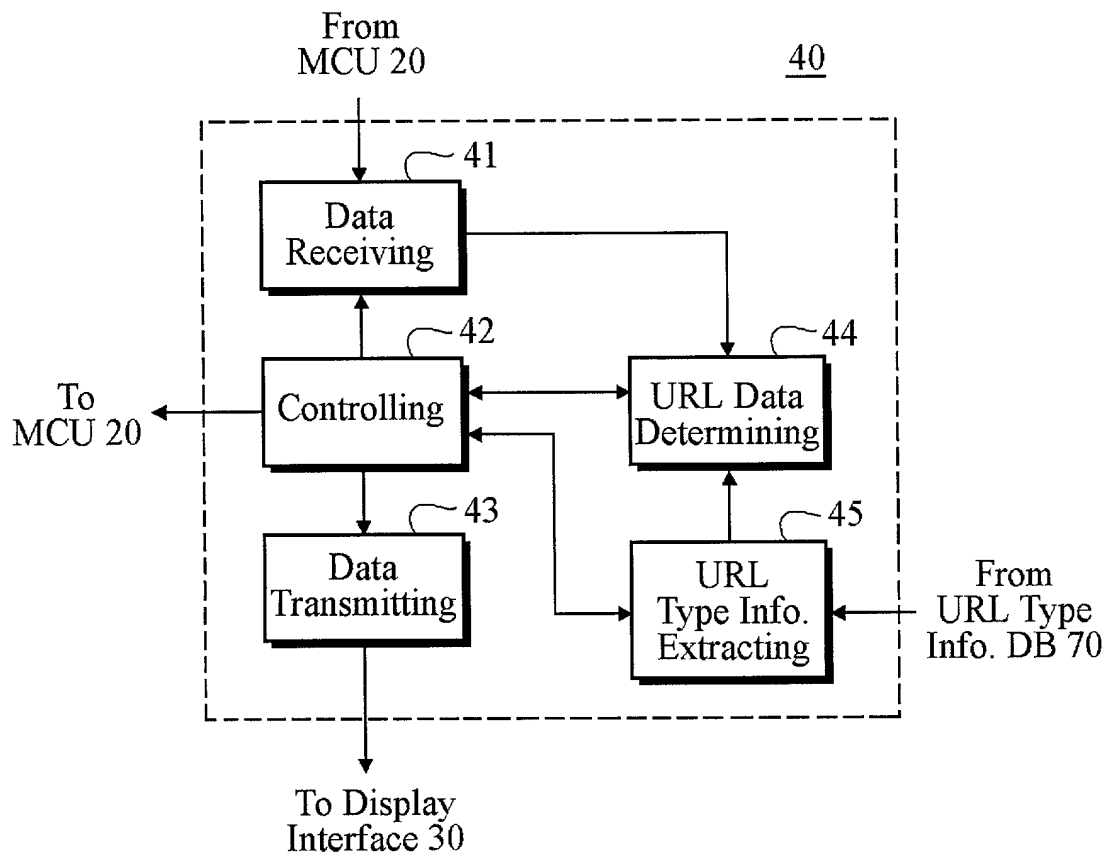 From
MCU 20
40
41
Data
Receiving
42
Controlling
To
MCU 20
44
URL Data
Determining
43
Data
Transmitting
45
URL
Type Info.
Extracting
From
URL Type
Info. DB 70
To Display
Interface 30